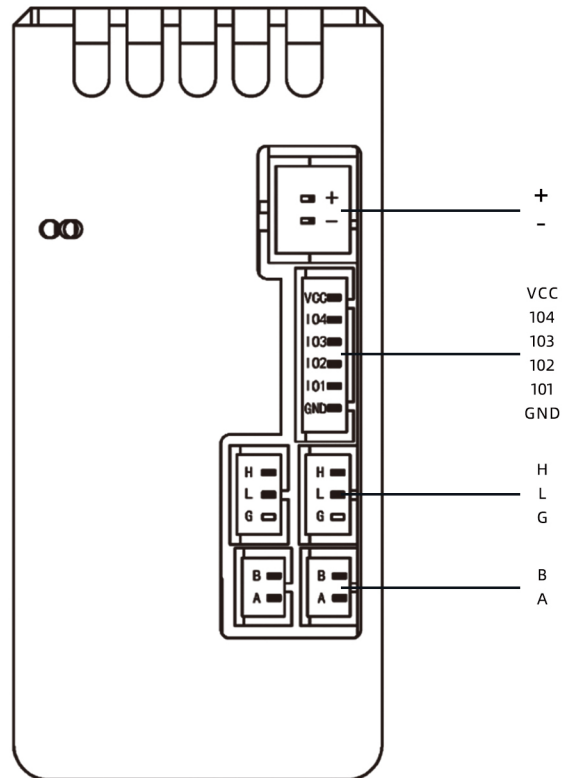 +
-
VCC
IO4
IO3
IO2
IO1
GND
H
L
G
H
L
G
B
A
B
A
+
-
VCC
104
103
102
101
GND
H
L
G
B
A